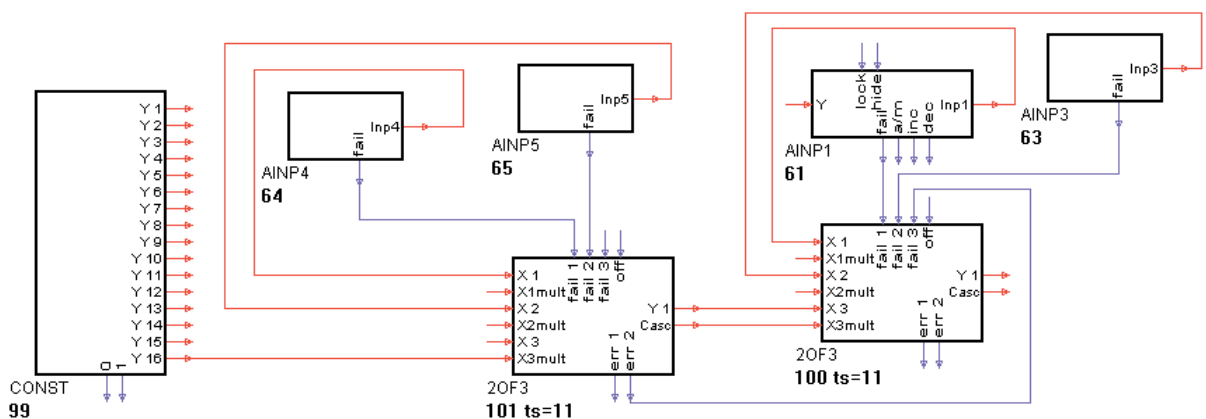 Y 1
Y 2
Y 3
Y 4
Y 5
Y 6
Y 7
Y 8
Y 9
Y 10
Y 11
Y 12
Y 13
Y 14
Y 15
Y 16
0
1
CONST
99
Inp4
fail
AINP4
64
Inp5
fail
AINP5
65
X 1
X1mult
X 2
X2mult
X 3
X3mult
fail 1
fail 2
fail 3
off
Y 1
Casc
err 1
err 2
2OF3
101 ts=11
Y
lock
hide
Inp1
fail
a/m
inc
dec
AINP1
61
Inp3
fail
AINP3
63
X 1
X1mult
X 2
X2mult
X 3
X3mult
fail 1
fail 2
fail 3
off
Y 1
Casc
err 1
err 2
2OF3
100 ts=11